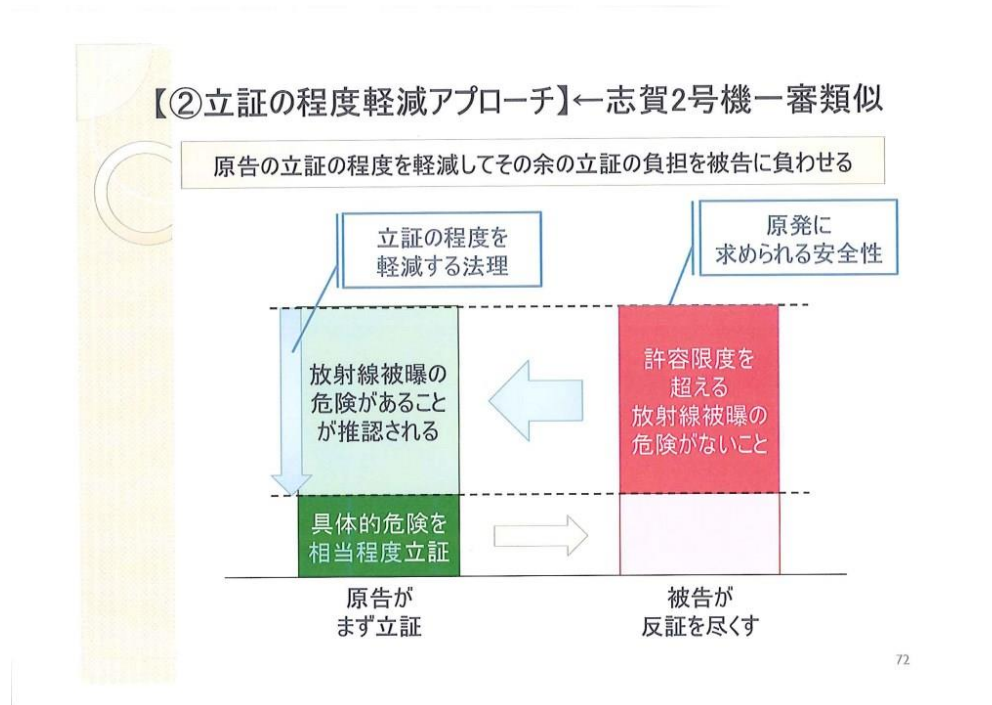 【②立証の程度軽減アプローチ】←志賀2号機一審類似
原告の立証の程度を軽減してその余の立証の負担を被告に負わせる
立証の程度を
軽減する法理
原発に
求められる安全性
放射線被曝の
危険があること
が推認される
許容限度を
超える
放射線被曝の
危険がないこと
具体的危険を
相当程度立証
原告が
まず立証
被告が
反証を尽くす
72